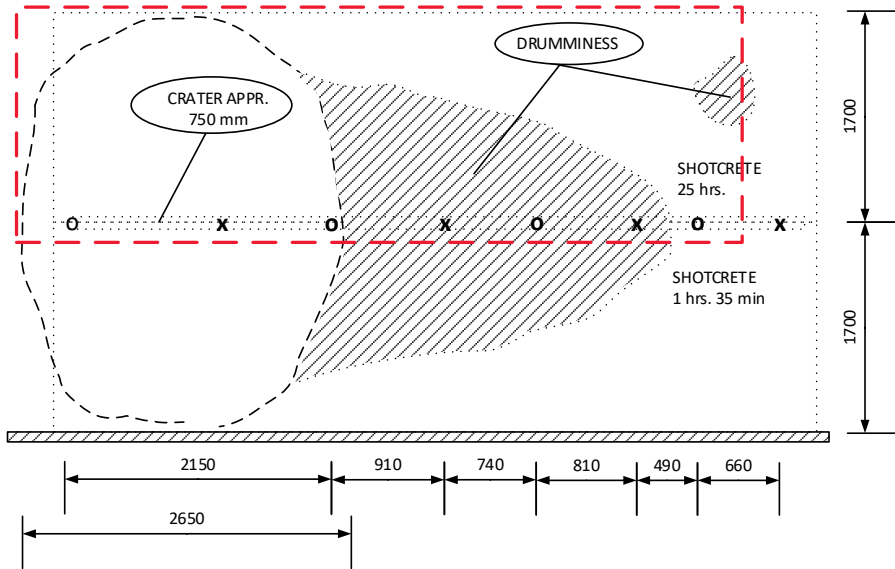 DRUMMINESS
CRATER APPR.
750 mm
1700
SHOTCRETE
25 hrs.
O X O X O X O X
SHOTCRETE
1 hrs. 35 min
1700
2150 910 740 810 490 660
2650